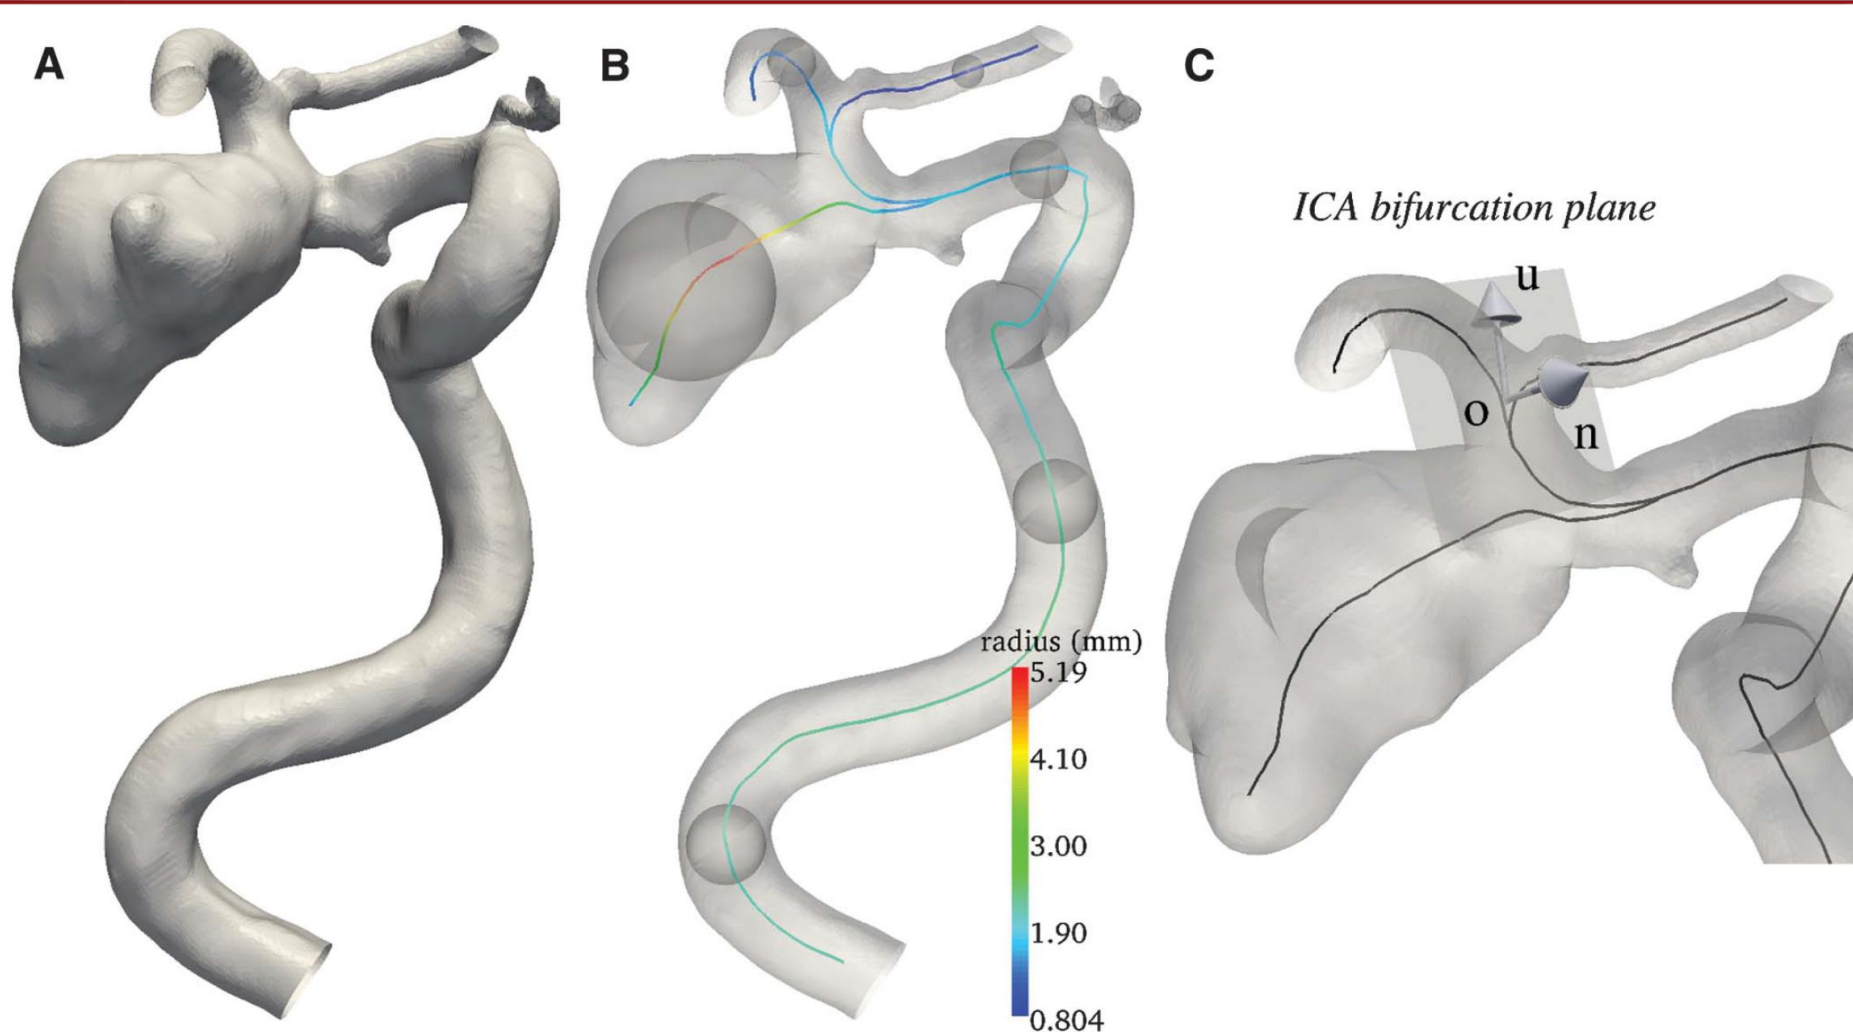 A
B
C
ICA bifurcation plane
u
o
n
radius (mm)
5.19
4.10
3.00
1.90
0.804